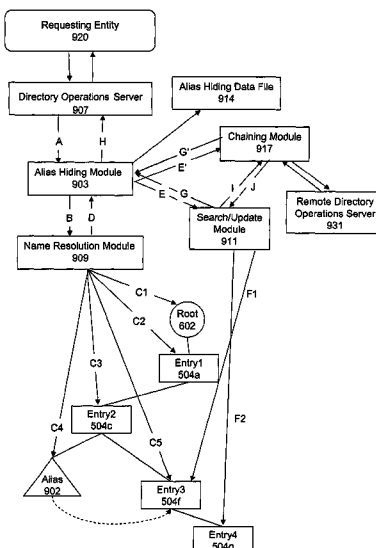 Requesting Entity
920
Directory Operations Server
907
Alias Hiding Data File
914
Chaining Module
917
A
H
G'
E'
Alias Hiding Module
903
E
G
I
J
B
D
Search/Update
Module
911
Remote Directory
Operations Server
931
Name Resolution Module
909
C1
F1
C2
Root
602
C3
Entry1
504a
C4
F2
Entry2
504c
C5
Alias
902
Entry3
504f
Entry4
504g